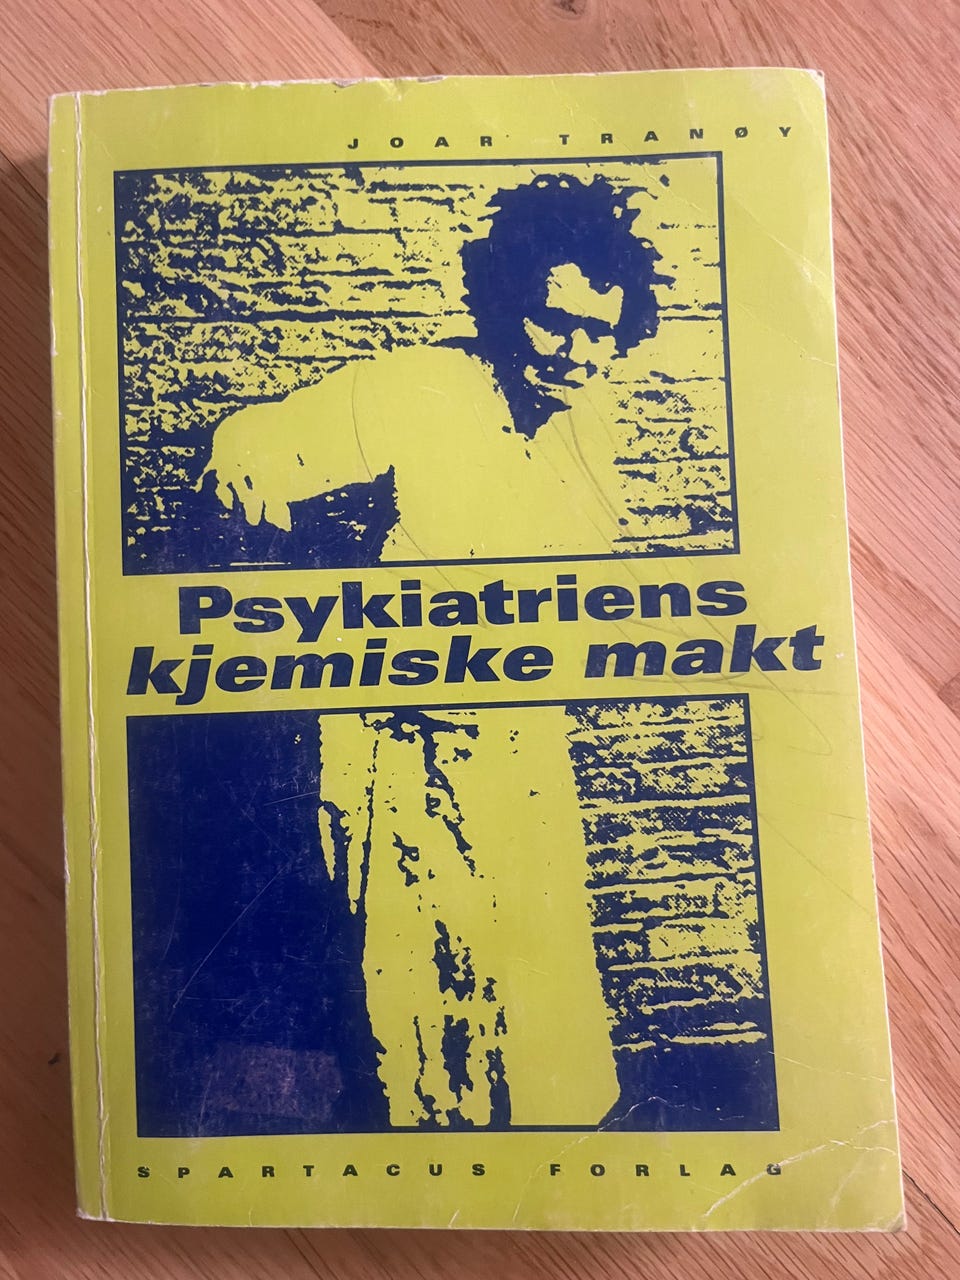 JOAR TRANØY
Psykiatriens
kjemiske makt
SPARTACUS FORLAG